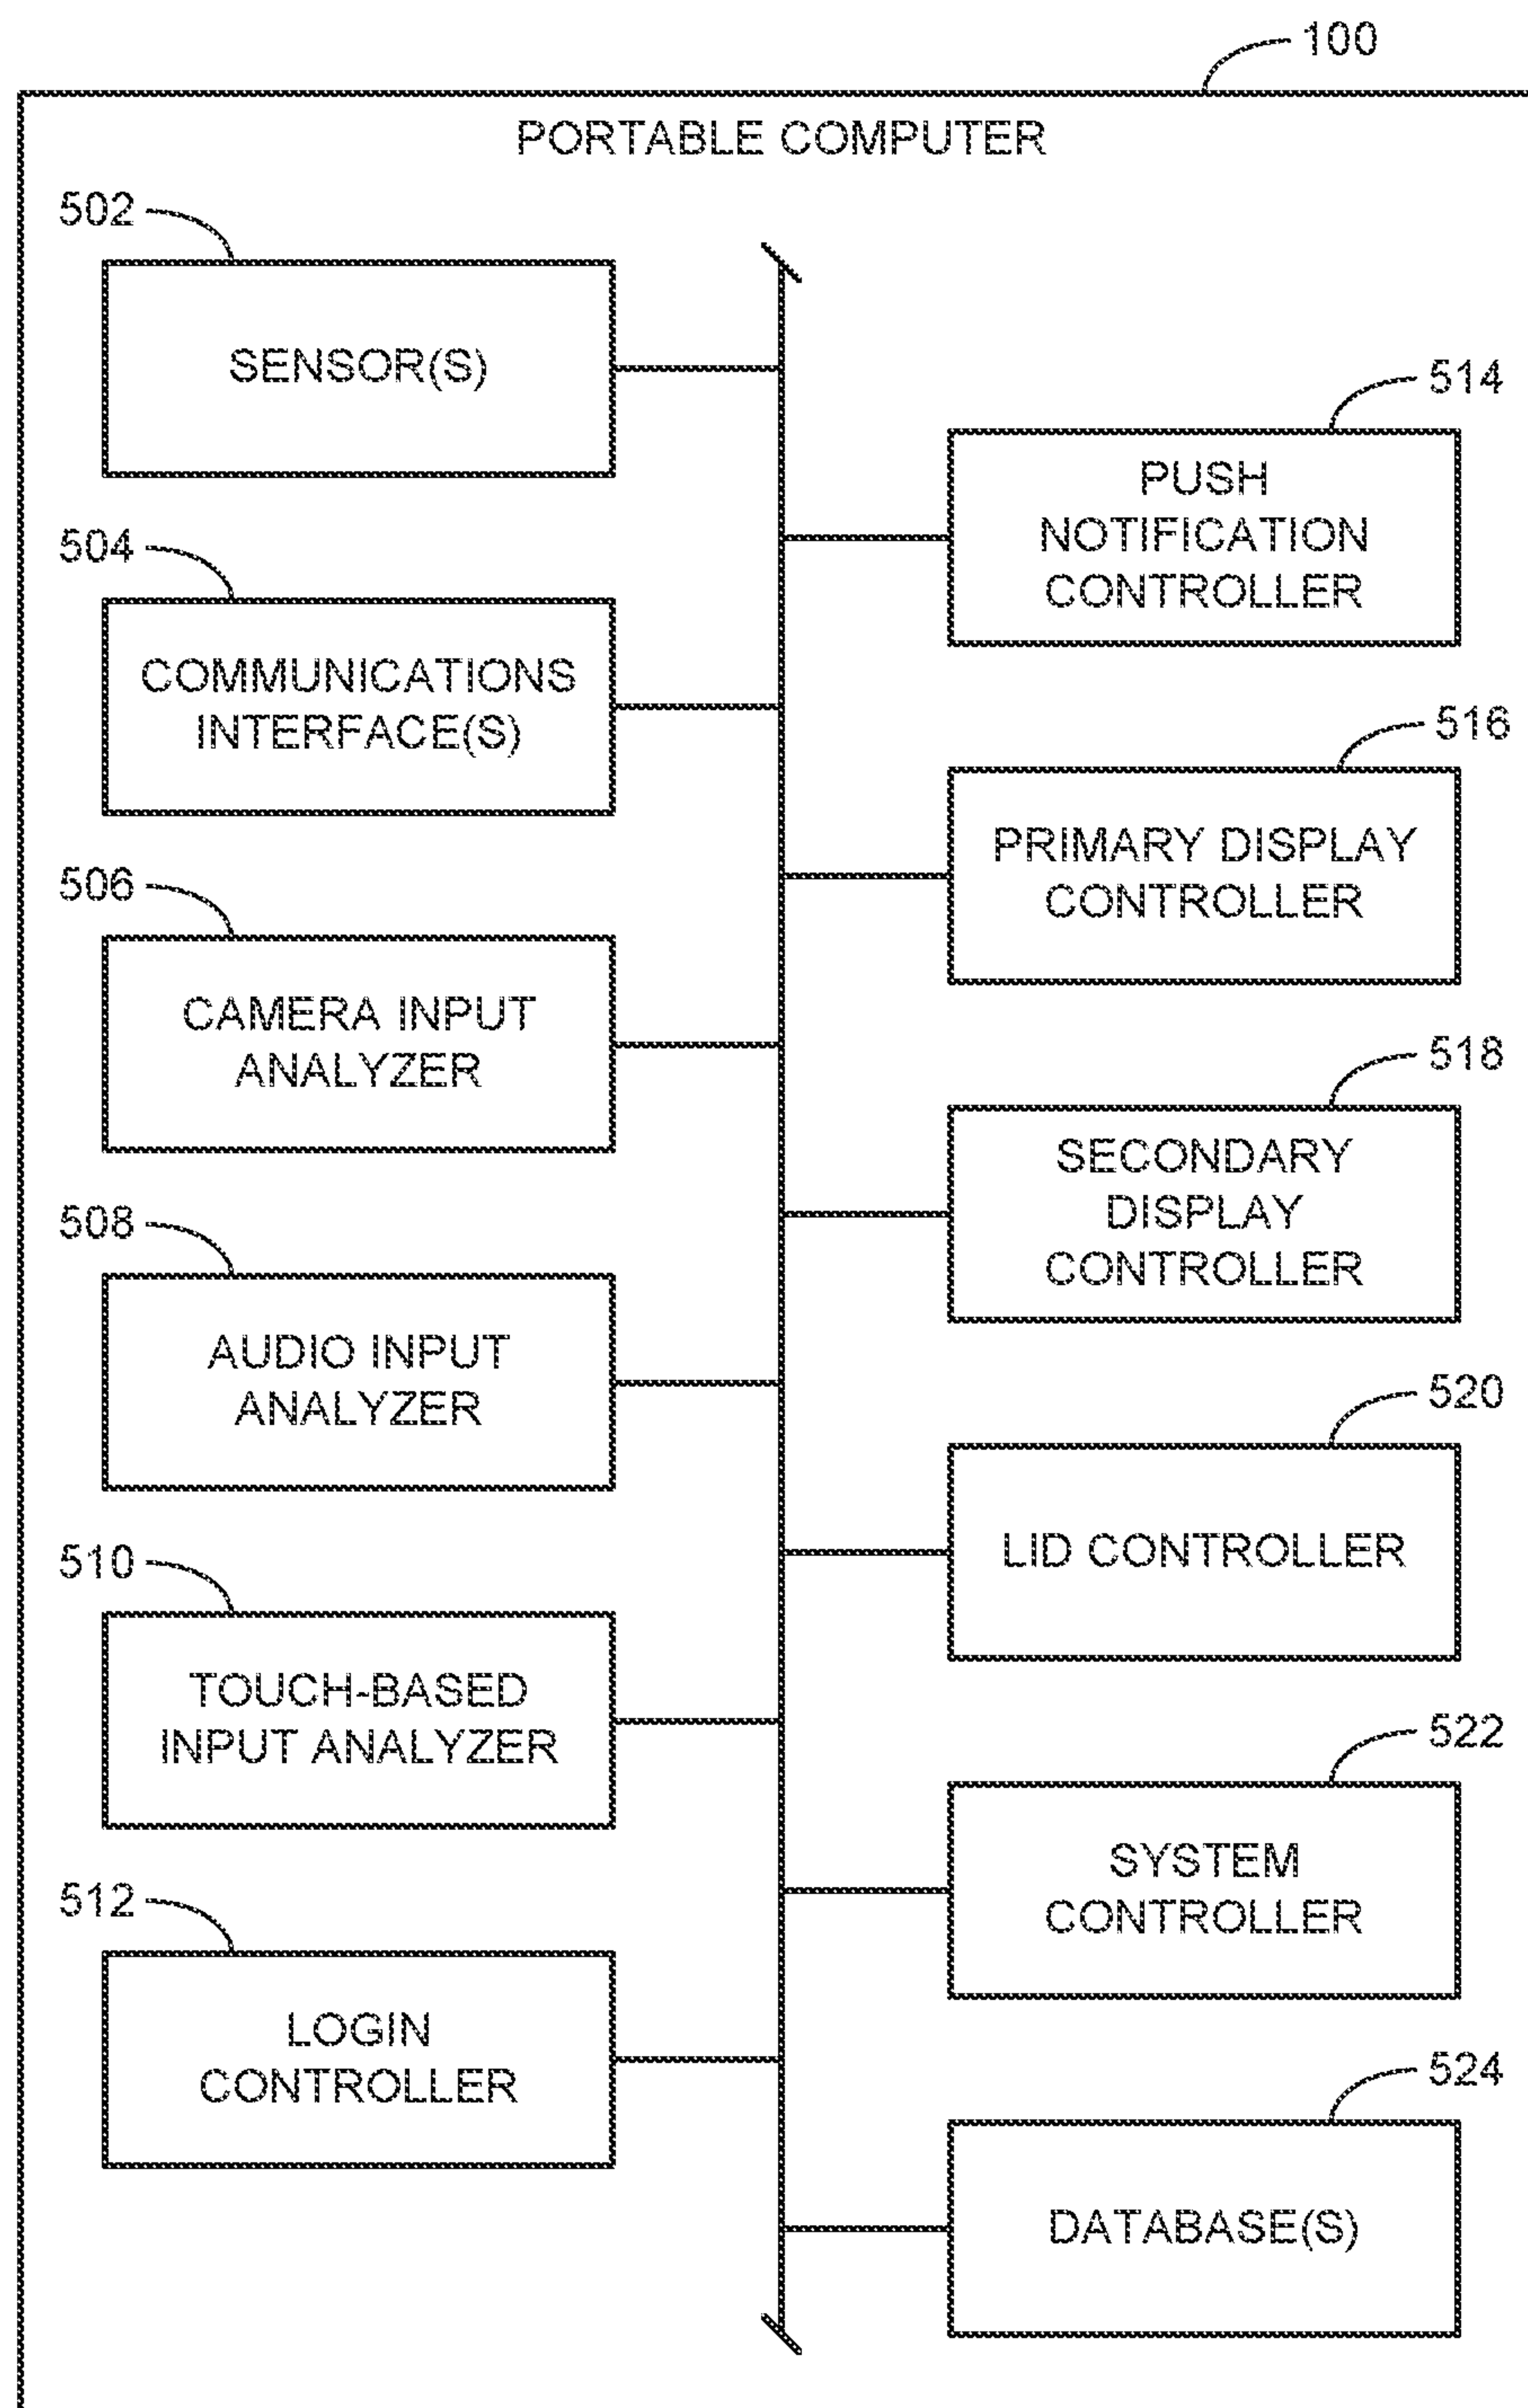 100
PORTABLE COMPUTER
502
SENSOR(S)
504
COMMUNICATIONS
INTERFACE(S)
506
CAMERA INPUT
ANALYZER
508
AUDIO INPUT
ANALYZER
510
TOUCH-BASED
INPUT ANALYZER
512
LOGIN
CONTROLLER
514
PUSH
NOTIFICATION
CONTROLLER
516
PRIMARY DISPLAY
CONTROLLER
518
SECONDARY
DISPLAY
CONTROLLER
520
LID CONTROLLER
522
SYSTEM
CONTROLLER
524
DATABASE(S)